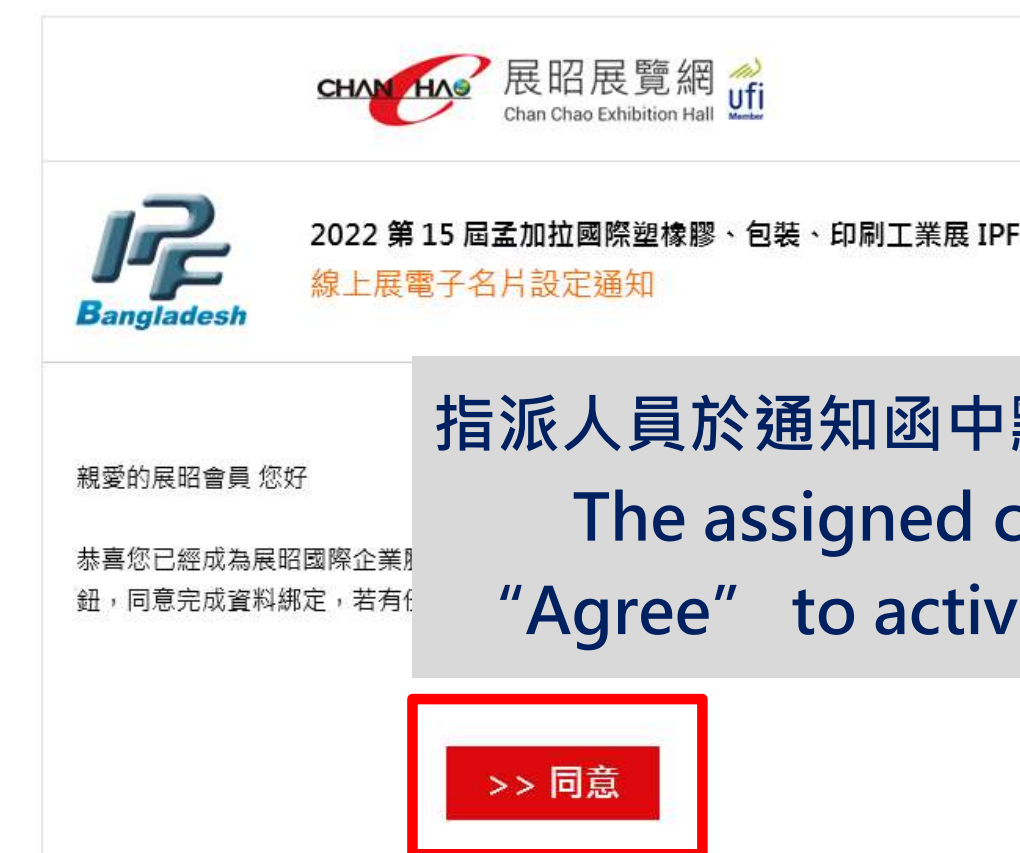 CHAN HAO 展昭展覽網 ufi
Chan Chao Exhibition Hall Member
IPF
Bangladesh
2022 第 15 屆孟加拉國際塑橡膠、包裝、印刷工業展 IPF
線上展電子名片設定通知
指派人員於通知函中
The assigned
“Agree” to activ
親愛的展昭會員 您好
恭喜您已經成為展昭國際企業
鈕，同意完成資料綁定，若有
>> 同意